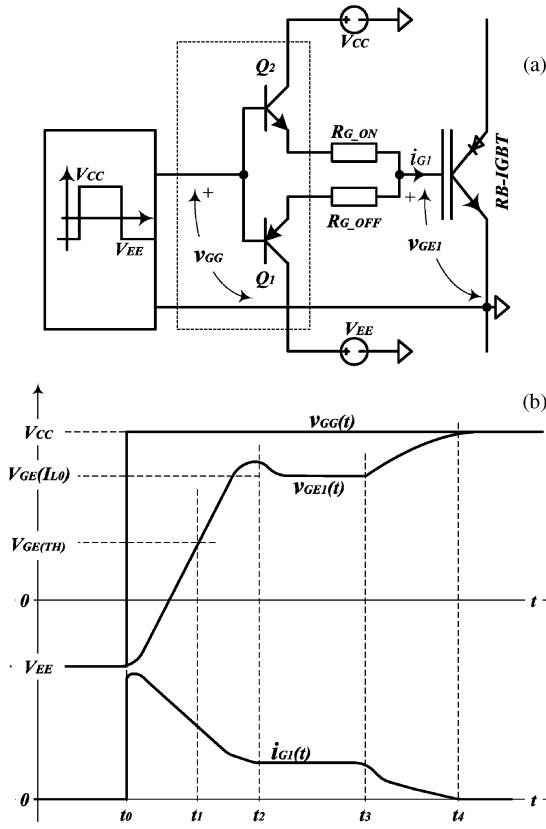 VCC
(a)
Q2
RG_ON
iG1
VCC
+
+
RB-IGBT
VEE
RG_OFF
vGG
vGE1
Q1
VEE
(b)
VCC
vGG(t)
VGE(IL0)
vGE1(t)
VGE(TH)
0
t
VEE
iG1(t)
0
t
t0
t1
t2
t3
t4